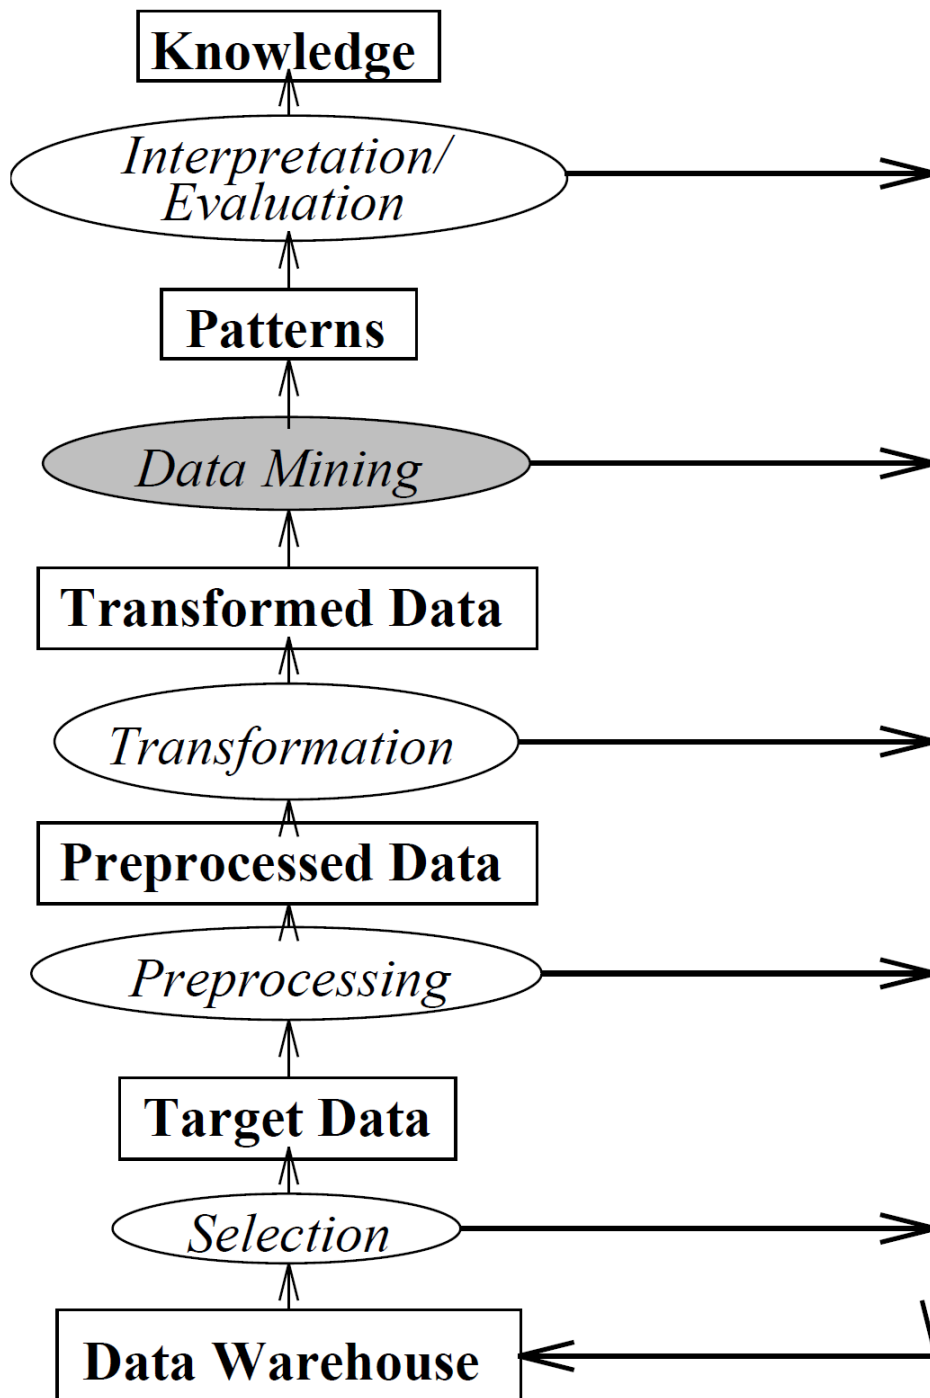 Knowledge
Interpretation/
Evaluation
Patterns
Data Mining
Transformed Data
Transformation
Preprocessed Data
Preprocessing
Target Data
Selection
Data Warehouse